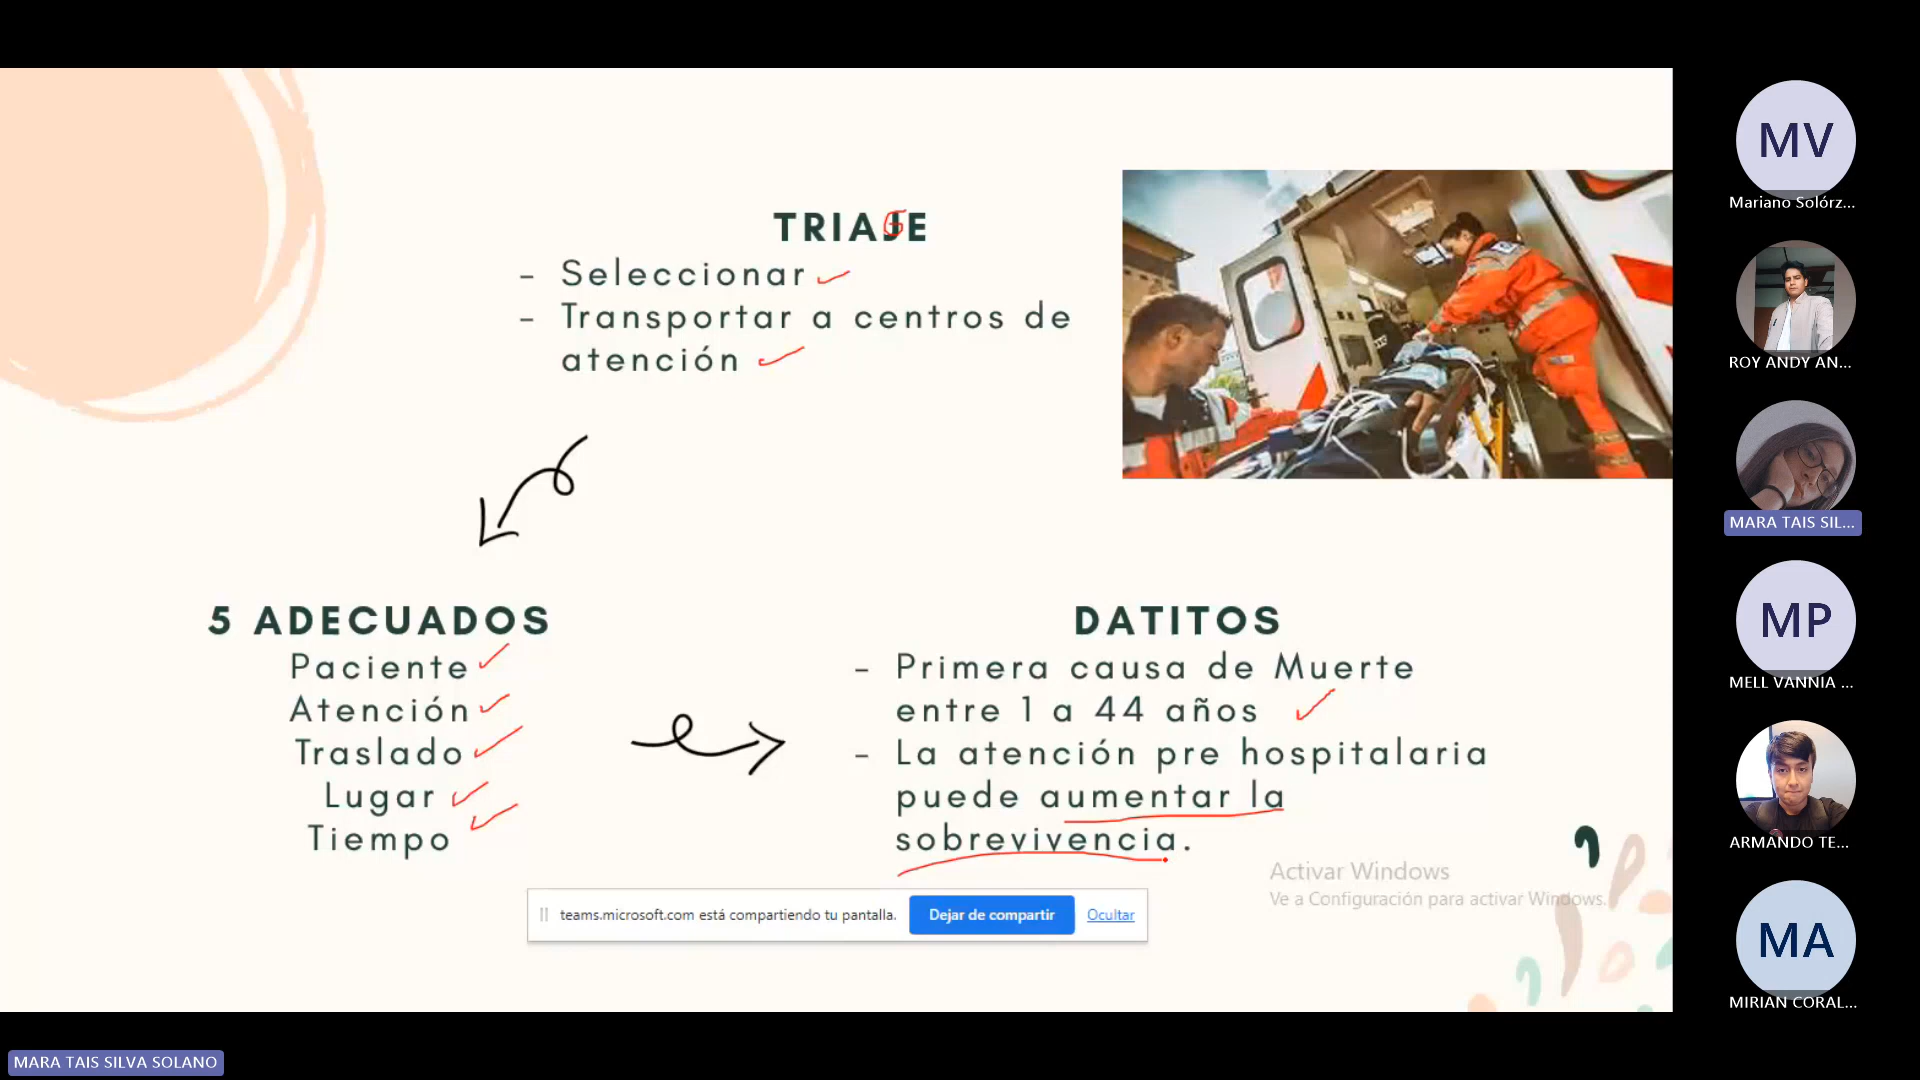 TRIAJE
G
- Seleccionar
- Transportar a centros de
atención
5 ADECUADOS
Paciente
Atención
Traslado
Lugar
Tiempo
DATITOS
- Primera causa de Muerte
entre 1 a 44 años
- La atención pre hospitalaria
puede aumentar la
sobrevivencia.
Activar Windows
Ve a Configuración para activar Windows.
teams.microsoft.com está compartiendo tu pantalla.
Dejar de compartir
Ocultar
MV
Mariano Solórz...
ROY ANDY AN...
MARA TAIS SIL...
MP
MELL VANNIA ...
ARMANDO TE...
MA
MIRIAN CORAL...
MARA TAIS SILVA SOLANO